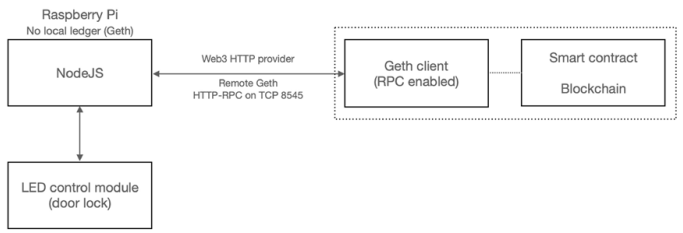 Raspberry Pi
No local ledger (Geth)
NodeJS
Web3 HTTP provider
Remote Geth
HTTP-RPC on TCP 8545
Geth client
(RPC enabled)
Smart contract
Blockchain
LED control module
(door lock)